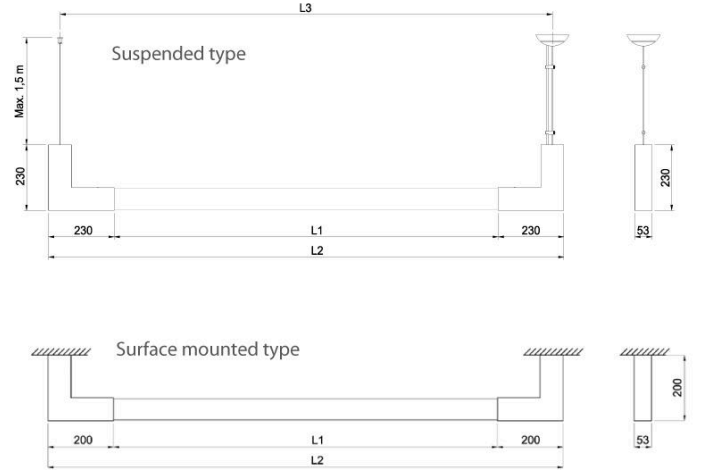 L3
Suspended type
Max. 1,5 m
230
230
230
L1
230
53
L2
Surface mounted type
200
200
L1
200
53
L2